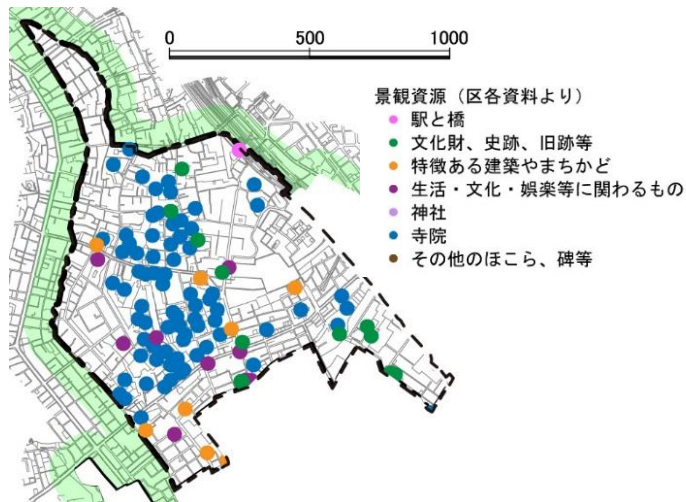 0 500 1000
景観資源（区各資料より）
駅と橋
文化財、史跡、旧跡等
特徴ある建築やまちかど
生活・文化・娯楽等に関わるもの
神社
寺院
その他のほこら、碑等